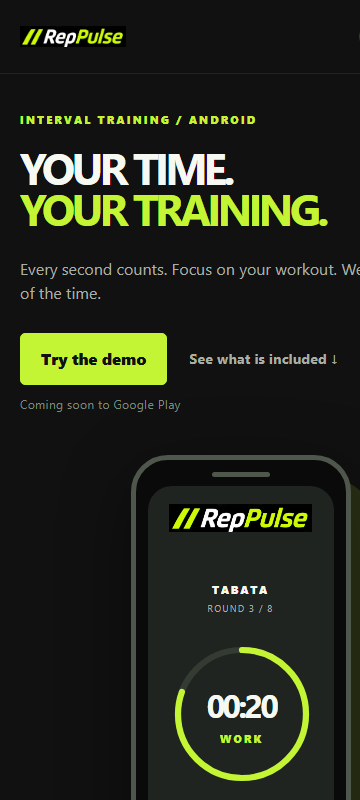 RepPulse
INTERVAL TRAINING / ANDROID
YOUR TIME.
YOUR TRAINING.
Every second counts. Focus on your workout. We
of the time.
Try the demo
See what is included ↓
Coming soon to Google Play
RepPulse
TABATA
ROUND 3 / 8
00:20
WORK